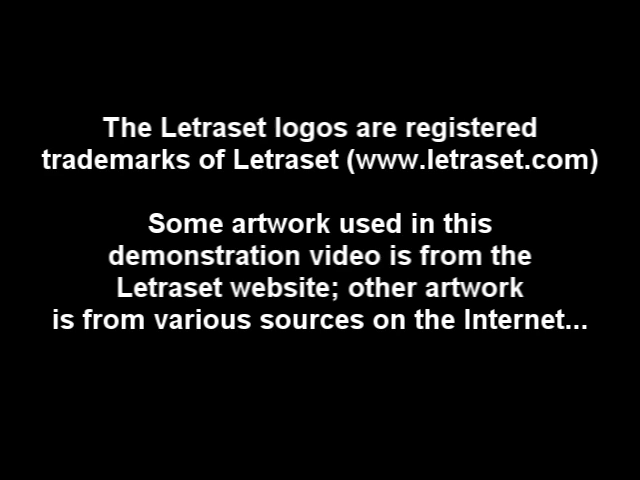 The Letraset logos are registered
trademarks of Letraset (www.letraset.com)
Some artwork used in this
demonstration video is from the
Letraset website; other artwork
is from various sources on the Internet...